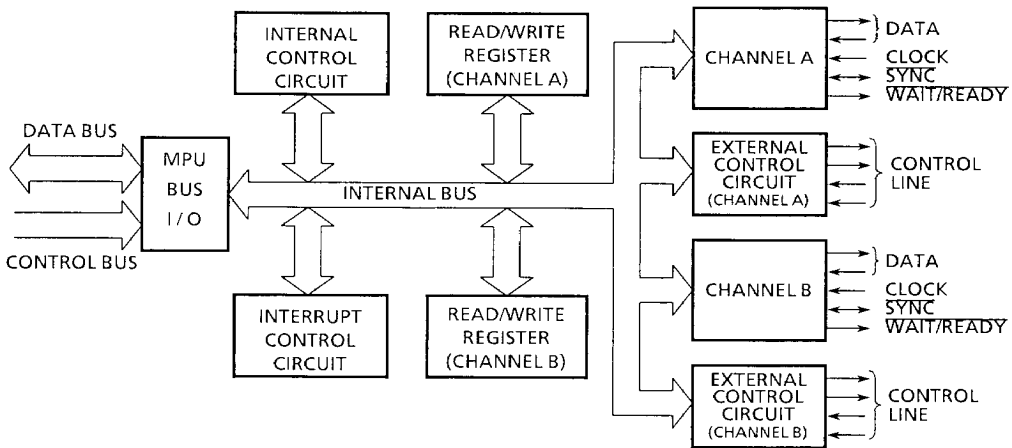 INTERNAL
CONTROL
CIRCUIT
READ/WRITE
REGISTER
(CHANNEL A)
DATA BUS
MPU
BUS
I/O
CONTROL BUS
INTERNAL BUS
INTERRUPT
CONTROL
CIRCUIT
READ/WRITE
REGISTER
(CHANNEL B)
CHANNEL A
DATA
CLOCK
SYNC
WAIT/READY
EXTERNAL
CONTROL
CIRCUIT
(CHANNEL A)
CONTROL
LINE
CHANNEL B
DATA
CLOCK
SYNC
WAIT/READY
EXTERNAL
CONTROL
CIRCUIT
(CHANNEL B)
CONTROL
LINE